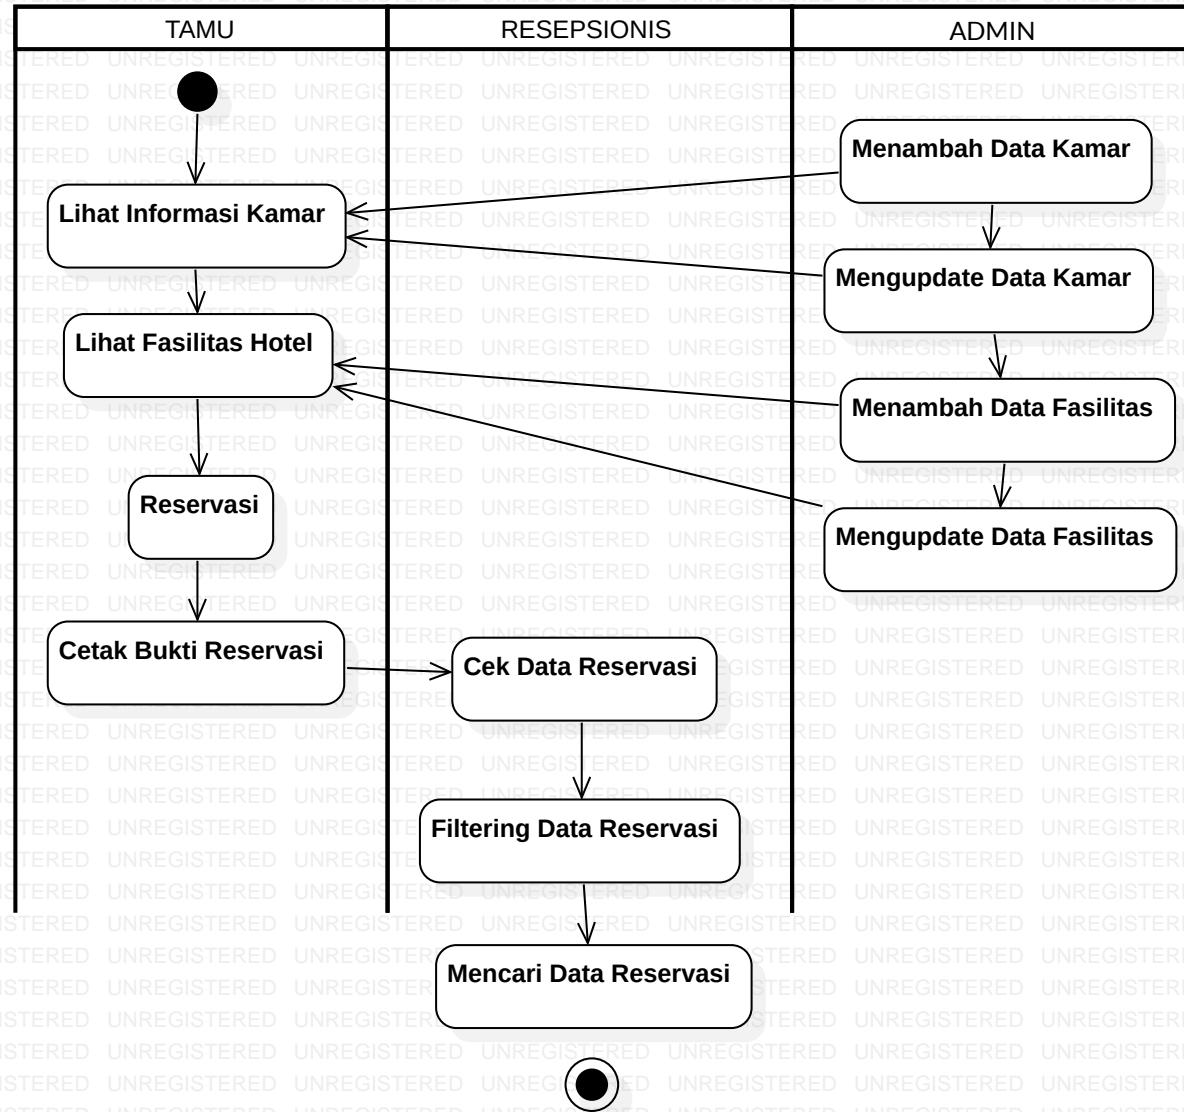 TAMU
RESEPSIONIS
ADMIN
Menambah Data Kamar
Lihat Informasi Kamar
Mengupdate Data Kamar
Lihat Fasilitas Hotel
Menambah Data Fasilitas
Reservasi
Mengupdate Data Fasilitas
Cetak Bukti Reservasi
Cek Data Reservasi
Filtering Data Reservasi
Mencari Data Reservasi
UNREGISTERED